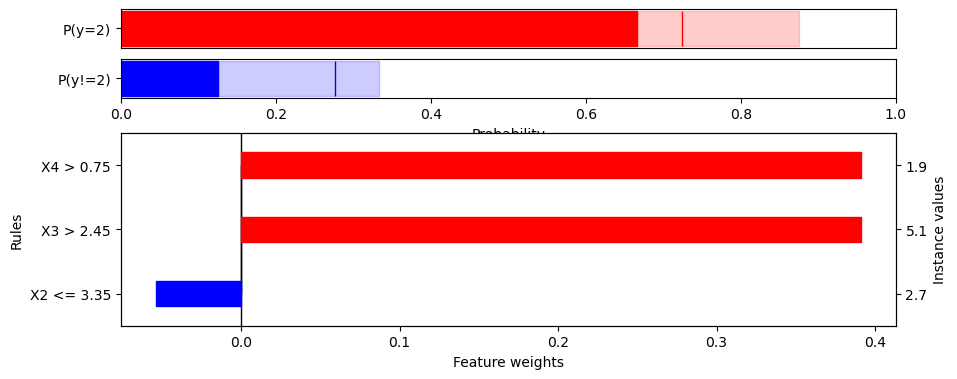 P(y=2)
P(y!=2)
0.0 0.2 0.4 0.6 0.8 1.0
Probability
X4 > 0.75 1.9
X3 > 2.45 5.1
X2 <= 3.35 2.7
Rules
Instance values
0.0 0.1 0.2 0.3 0.4
Feature weights